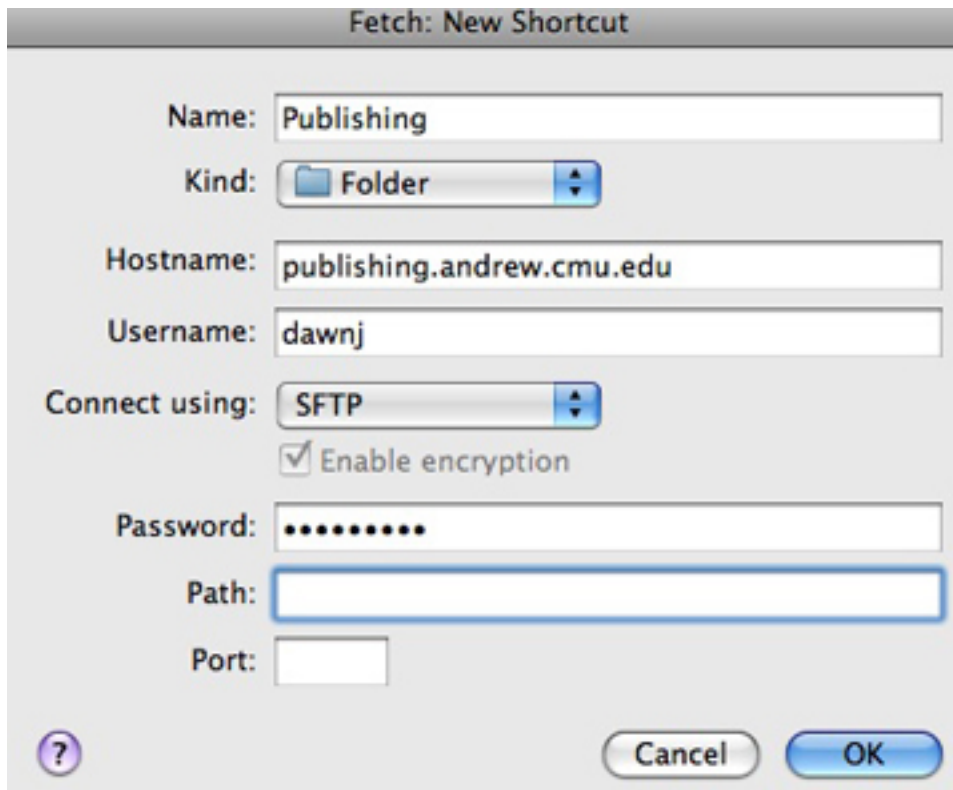 Fetch: New Shortcut
Name: Publishing
Kind: Folder
Hostname: publishing.andrew.cmu.edu
Username: dawnj
Connect using: SFTP
Enable encryption
Password: •••••••••
Path:
Port:
? Cancel OK